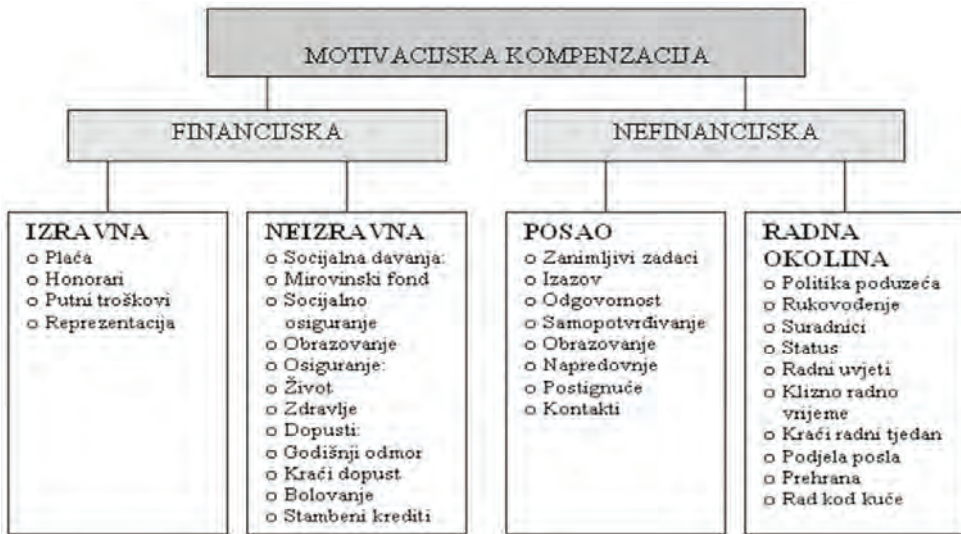 MOTIVACIJSKA KOMPENZACIJA
FINANCIJSKA
NEFINANCIJSKA
IZRAVNA
o Plaća
o Honorari
o Putni troškovi
o Reprezentacija
NEIZRAVNA
o Socijalna davanja:
o Mirovinski fond
o Socijalno
osiguranje
o Obrazovanje
o Osiguranje:
o Život
o Zdravlje
o Dopusti:
o Godišnji odmor
o Kraći dopust
o Bolovanje
o Stambeni krediti
POSAO
o Zanimljivi zadaci
o Izazov
o Odgovornost
o Samopotvrđivanje
o Obrazovanje
o Napredovnje
o Postignuće
o Kontakti
RADNA
OKOLINA
o Politika poduzeća
o Rukovođenje
o Suradnici
o Status
o Radni uvjeti
o Klizno radno
vrijeme
o Kraći radni tjedan
o Podjela posla
o Prehrana
o Rad kod kuće